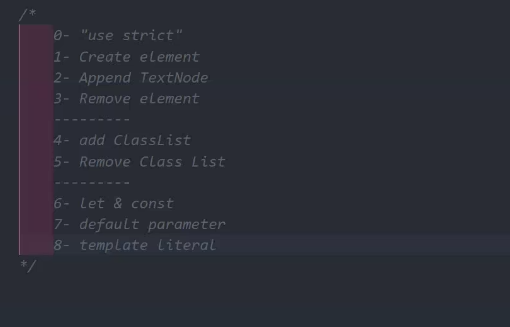 /*
0- "use strict"
1- Create element
2- Append TextNode
3- Remove element
---------
4- add ClassList
5- Remove Class List
---------
6- let & const
7- default parameter
8- template literal
*/